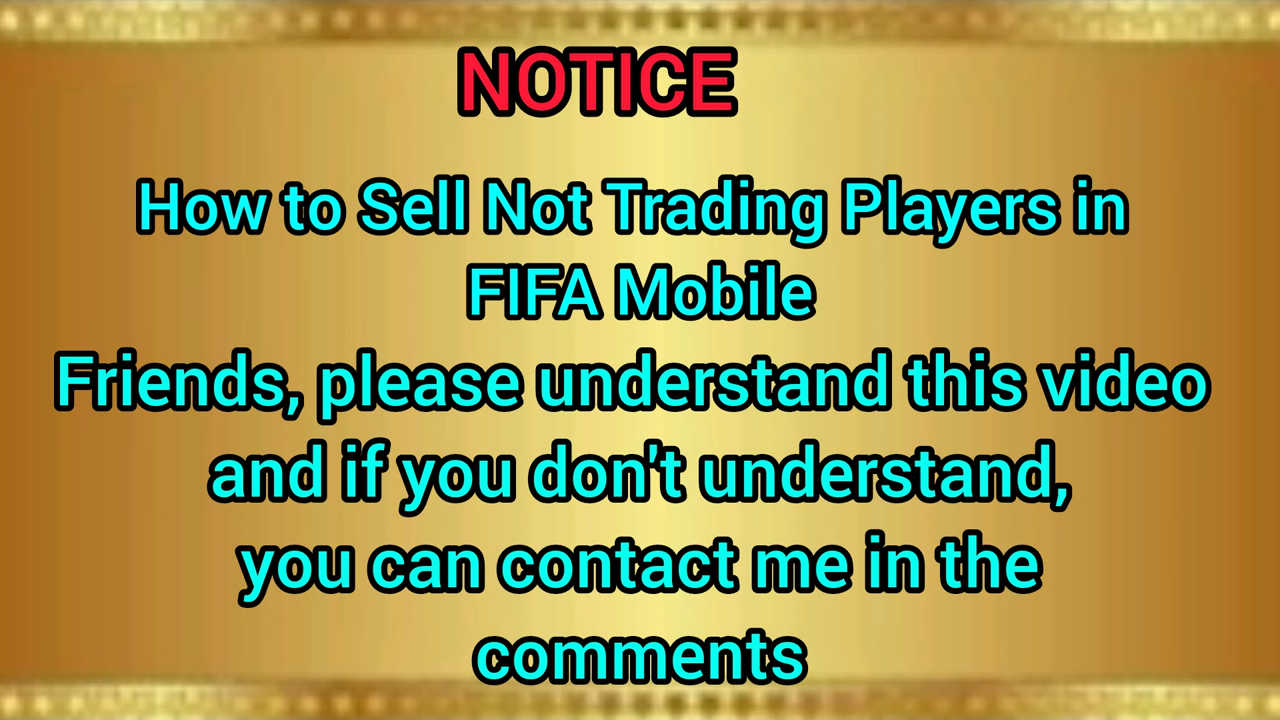 NOTICE
How to Sell Not Trading Players in
FIFA Mobile
Friends, please understand this video
and if you don't understand,
you can contact me in the
comments